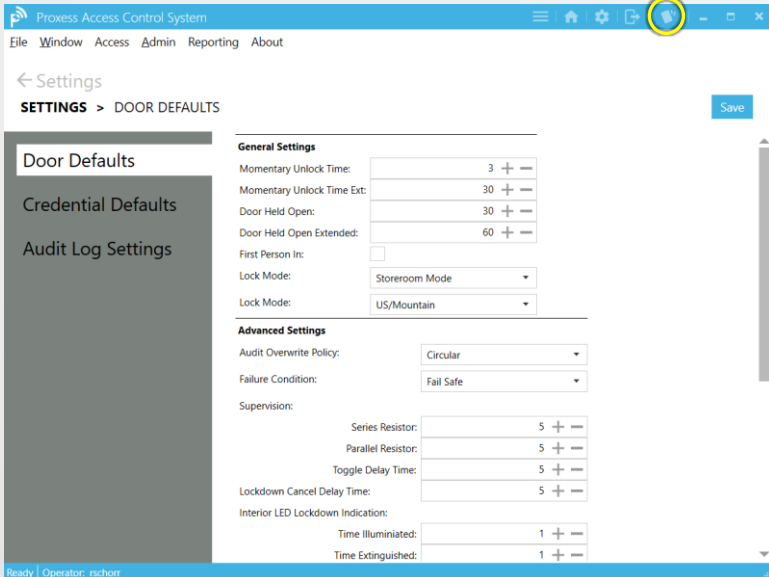 Proxess Access Control System
File Window Access Admin Reporting About
Settings
SETTINGS > DOOR DEFAULTS
Save
Door Defaults
Credential Defaults
Audit Log Settings
General Settings
Momentary Unlock Time: 3
Momentary Unlock Time Ext: 30
Door Held Open: 30
Door Held Open Extended: 60
First Person In:
Lock Mode: Storeroom Mode
Lock Mode: US/Mountain
Advanced Settings
Audit Overwrite Policy: Circular
Failure Condition: Fail Safe
Supervision:
Series Resistor: 5
Parallel Resistor: 5
Toggle Delay Time: 5
Lockdown Cancel Delay Time: 5
Interior LED Lockdown Indication:
Time Illuminiated: 1
Time Extinguished: 1
Ready Operator: rschorr